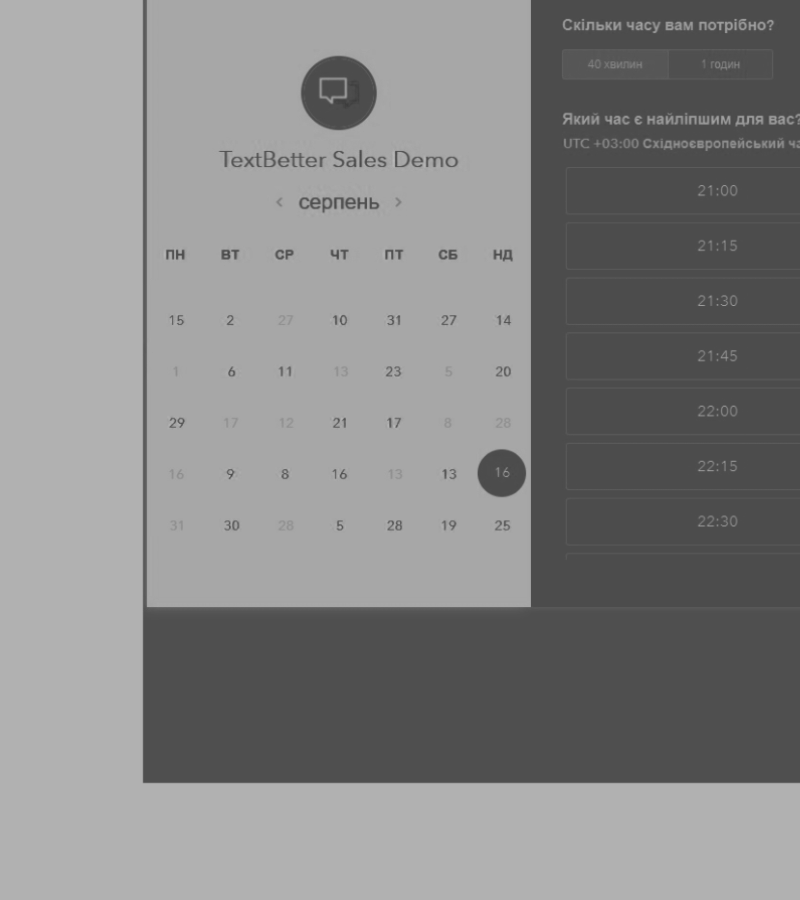 TextBetter Sales Demo
‹ серпень ›
ПН ВТ СР ЧТ ПТ СБ НД
15 2 27 10 31 27 14
1 6 11 13 23 5 20
29 17 12 21 17 8 28
16 9 8 16 13 13 16
31 30 28 5 28 19 25
Скільки часу вам потрібно?
40 хвилин 1 годин
Який час є найліпшим для вас?
UTC +03:00 Східноєвропейський ча
21:00
21:15
21:30
21:45
22:00
22:15
22:30